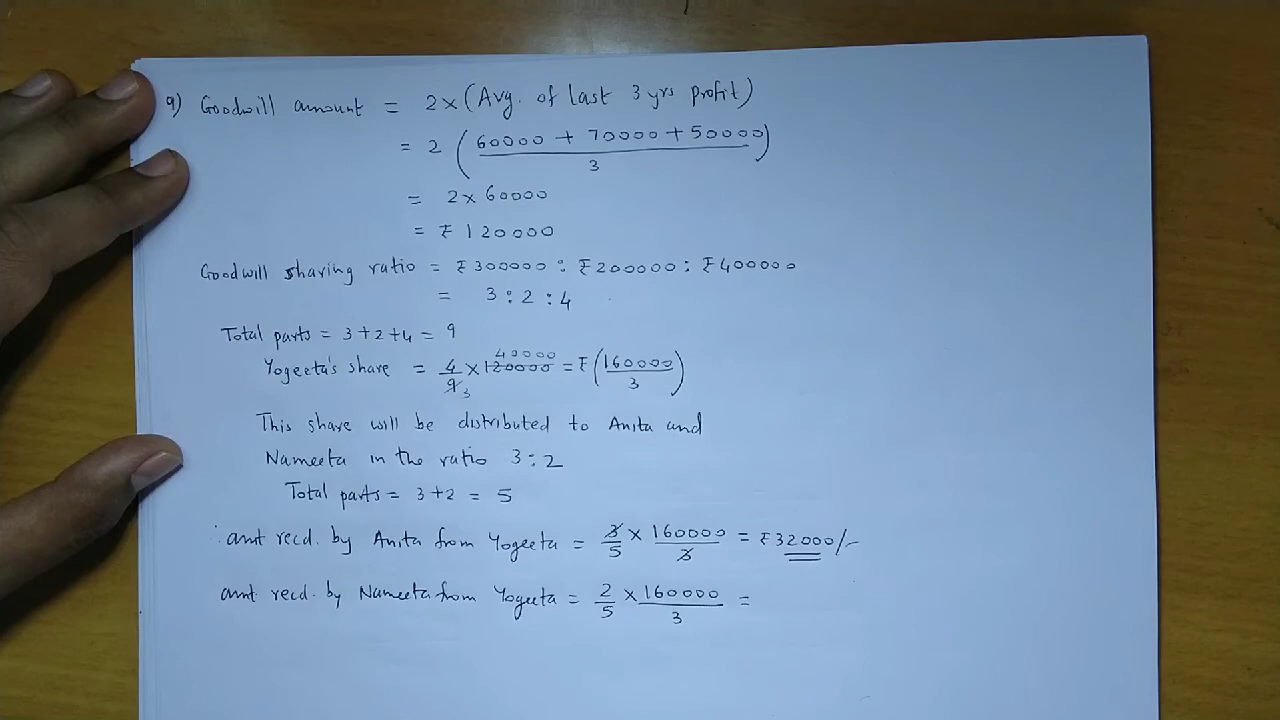 9) Goodwill amount = 2×(Avg. of last 3 yrs profit)
= 2 (60000 + 70000 + 50000 / 3)
= 2×60000
= ₹120000
Goodwill sharing ratio = ₹300000 : ₹200000 : ₹400000
= 3 : 2 : 4
Total parts = 3+2+4 = 9
Yogeeta's share = 4/9 3 × 120000 40000 = ₹(160000/3)
This share will be distributed to Anita and
Nameeta in the ratio 3:2
Total parts = 3+2 = 5
∴ amt recd. by Anita from Yogeeta = 3/5 × 160000/3 = ₹32000/-
amt. recd. by Nameeta from Yogeeta = 2/5 × 160000/3 =